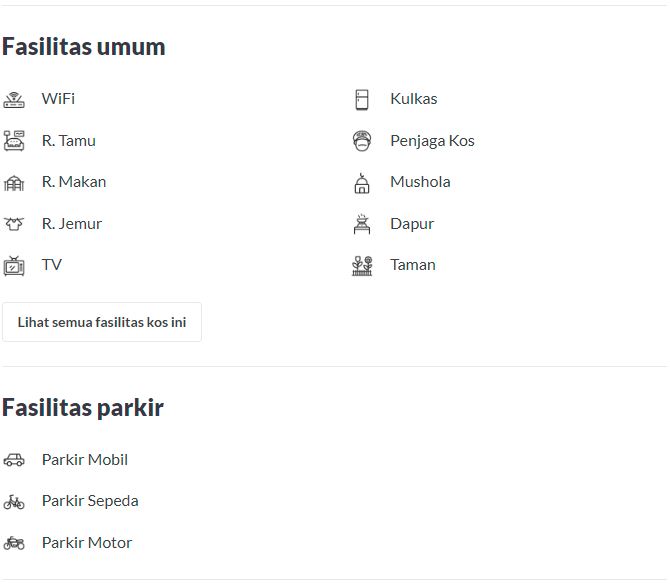 Fasilitas umum
WiFi
Kulkas
R. Tamu
Penjaga Kos
R. Makan
Mushola
R. Jemur
Dapur
TV
Taman
Lihat semua fasilitas kos ini
Fasilitas parkir
Parkir Mobil
Parkir Sepeda
Parkir Motor